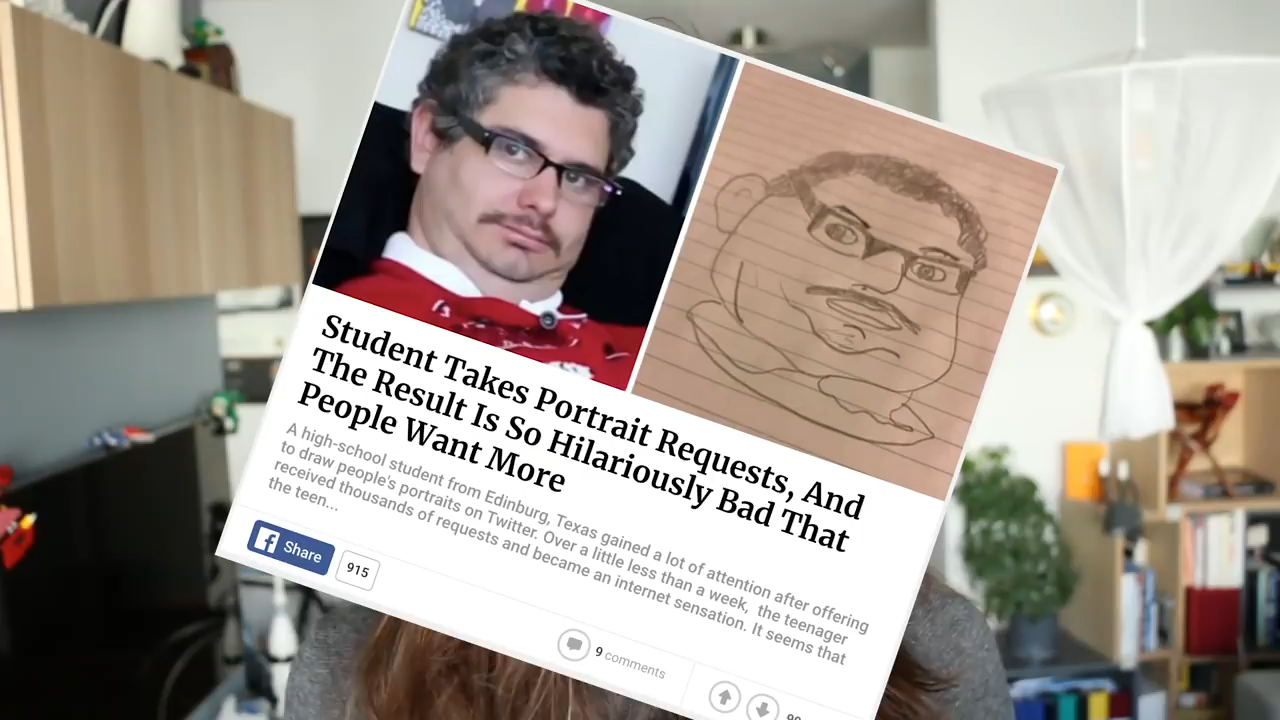 Student Takes Portrait Requests, And
The Result Is So Hilariously Bad That
People Want More
A high-school student from Edinburg, Texas gained a lot of attention after offering
to draw people's portraits on Twitter. Over a little less than a week, the teenager
received thousands of requests and became an internet sensation. It seems that
the teen...
f Share
915
9 comments